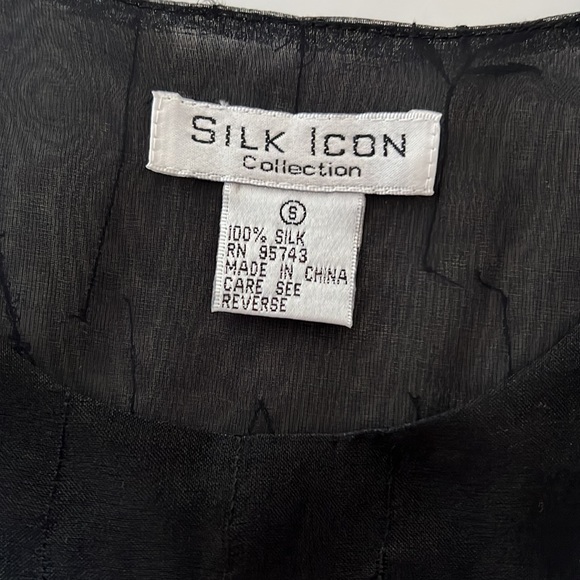 SILK ICON
Collection
S
100% SILK
RN 95743
MADE IN CHINA
CARE SEE
REVERSE